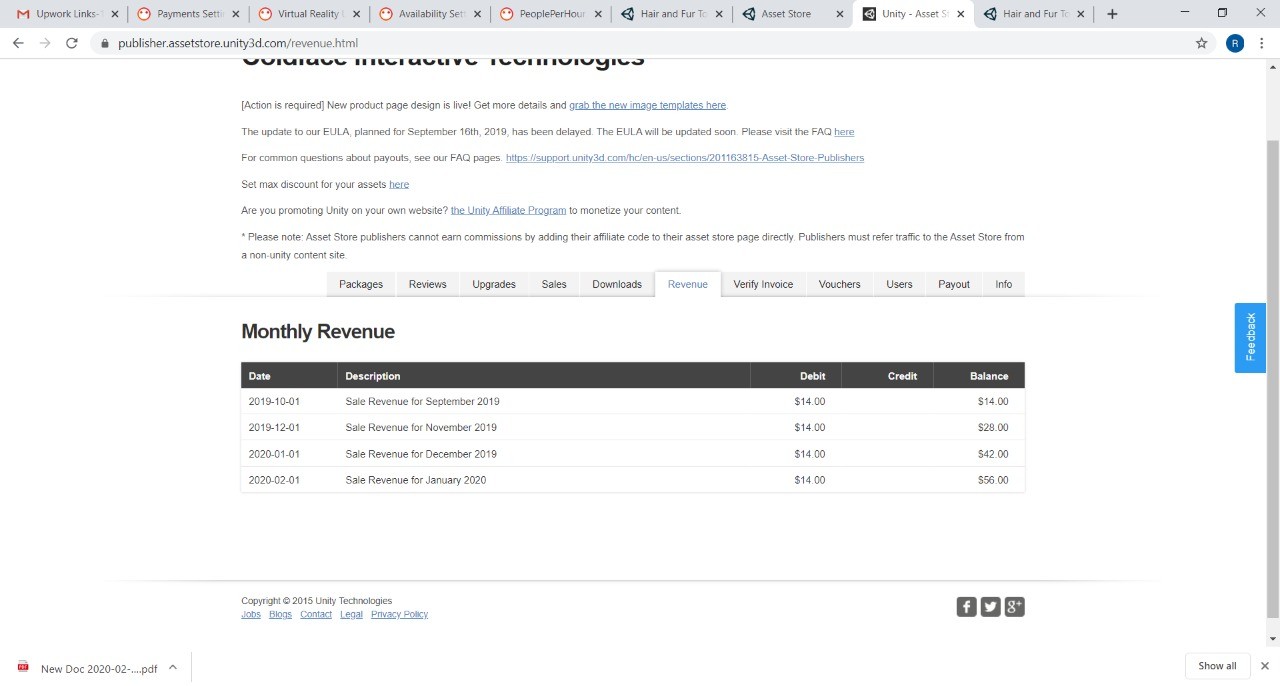 Upwork Links-
Payments Setti
Virtual Reality
Availability Set
PeoplePerHour
Hair and Fur To
Asset Store
Unity - Asset S
Hair and Fur To
publisher.assetstore.unity3d.com/revenue.html
R
Coldface Interactive Technologies
[Action is required] New product page design is live! Get more details and grab the new image templates here.
The update to our EULA, planned for September 16th, 2019, has been delayed. The EULA will be updated soon. Please visit the FAQ here
For common questions about payouts, see our FAQ pages. https://support.unity3d.com/hc/en-us/sections/201163815-Asset-Store-Publishers
Set max discount for your assets here
Are you promoting Unity on your own website? the Unity Affiliate Program to monetize your content.
* Please note: Asset Store publishers cannot earn commissions by adding their affiliate code to their asset store page directly. Publishers must refer traffic to the Asset Store from
a non-unity content site.
Packages Reviews Upgrades Sales Downloads Revenue Verify Invoice Vouchers Users Payout Info
Feedback
Monthly Revenue
Date Description Debit Credit Balance
2019-10-01 Sale Revenue for September 2019 $14.00 $14.00
2019-12-01 Sale Revenue for November 2019 $14.00 $28.00
2020-01-01 Sale Revenue for December 2019 $14.00 $42.00
2020-02-01 Sale Revenue for January 2020 $14.00 $56.00
Copyright © 2015 Unity Technologies
Jobs Blogs Contact Legal Privacy Policy
New Doc 2020-02-....pdf
Show all